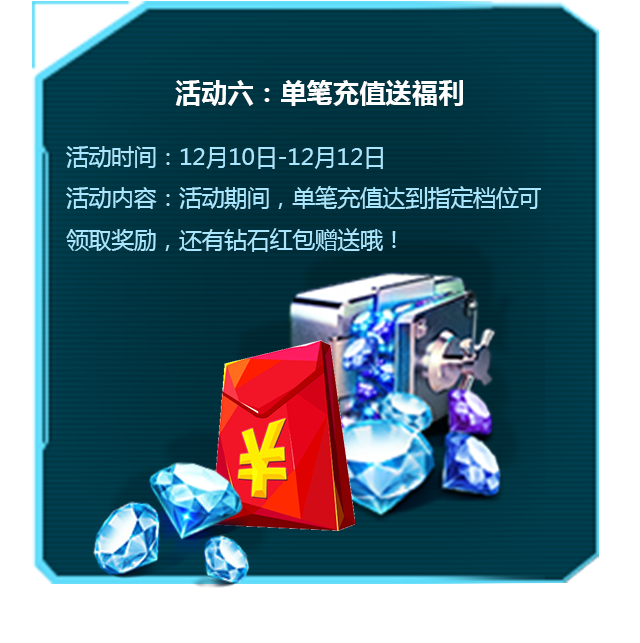 活动六：单笔充值送福利
活动时间：12月10日-12月12日
活动内容：活动期间，单笔充值达到指定档位可
领取奖励，还有钻石红包赠送哦！
¥